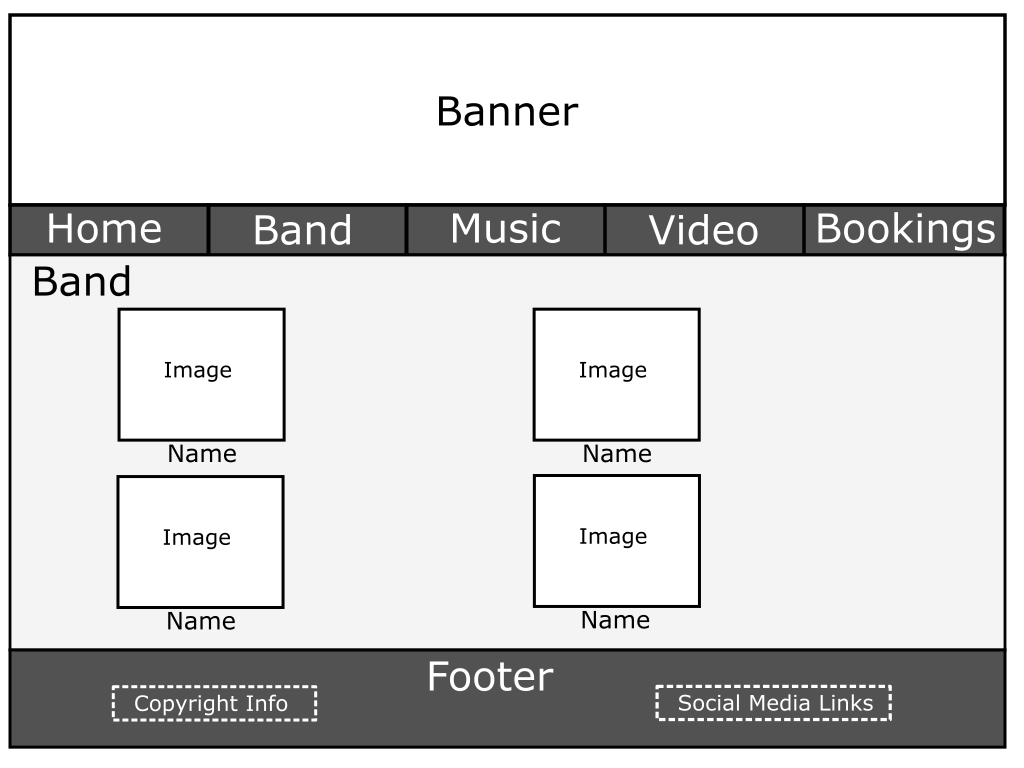 Banner
Home Band Music Video Bookings
Band
Image Image
Name Name
Image Image
Name Name
Footer
Copyright Info Social Media Links